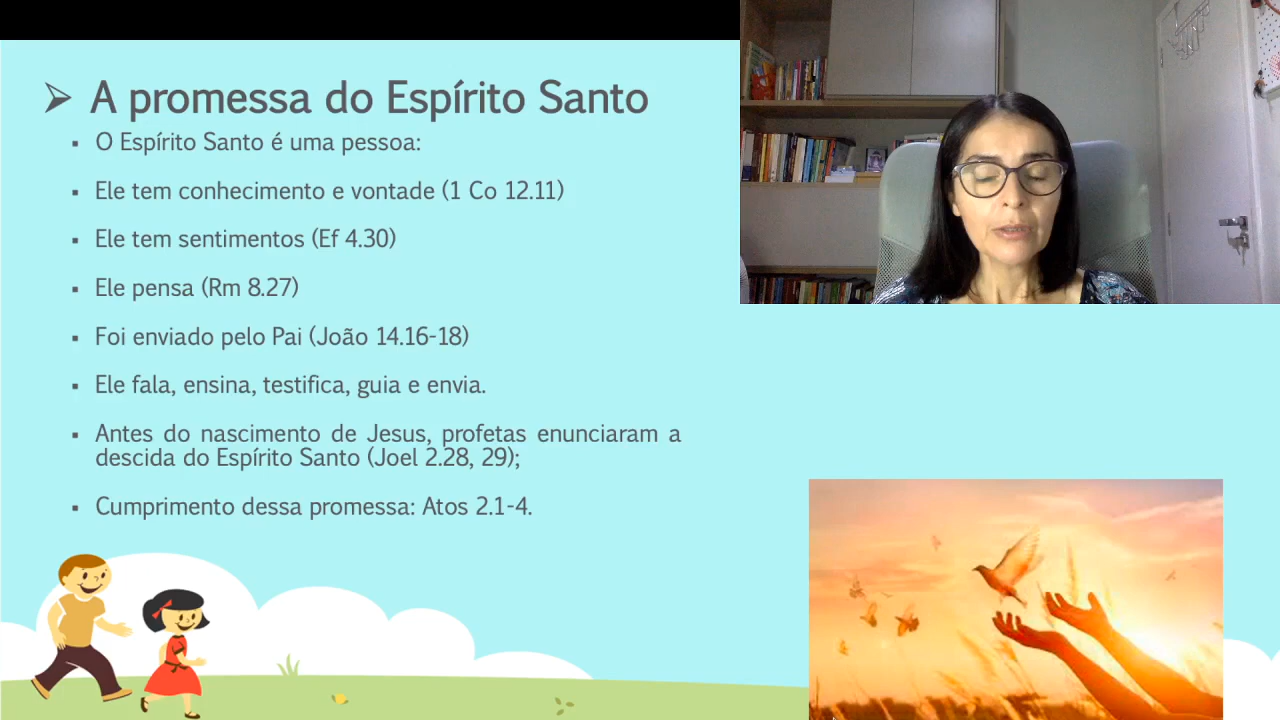 A promessa do Espírito Santo
O Espírito Santo é uma pessoa:
Ele tem conhecimento e vontade (1 Co 12.11)
Ele tem sentimentos (Ef 4.30)
Ele pensa (Rm 8.27)
Foi enviado pelo Pai (João 14.16-18)
Ele fala, ensina, testifica, guia e envia.
Antes do nascimento de Jesus, profetas enunciaram a
descida do Espírito Santo (Joel 2.28, 29);
Cumprimento dessa promessa: Atos 2.1-4.